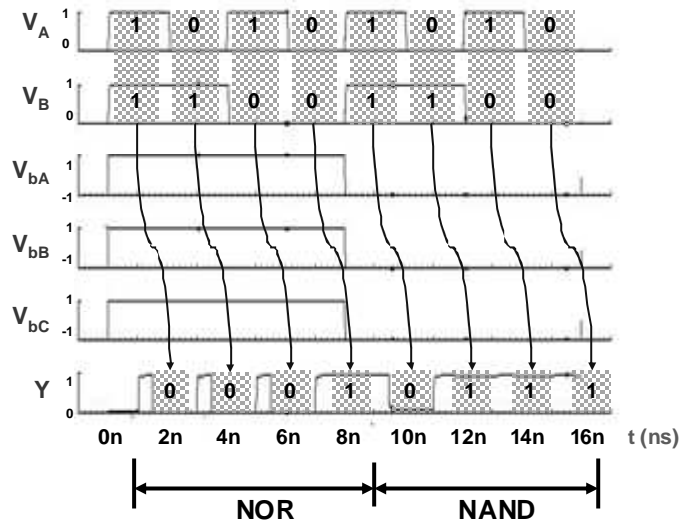 V_A 1 0 1 0 1 0 1 0 1 0
V_B 1 0 1 1 0 0 1 1 0 0
V_bA 1 -1
V_bB 1 -1
V_bC 1 -1
Y 1 0 0 0 0 1 0 1 1 1
0n 2n 4n 6n 8n 10n 12n 14n 16n t (ns)
NOR NAND